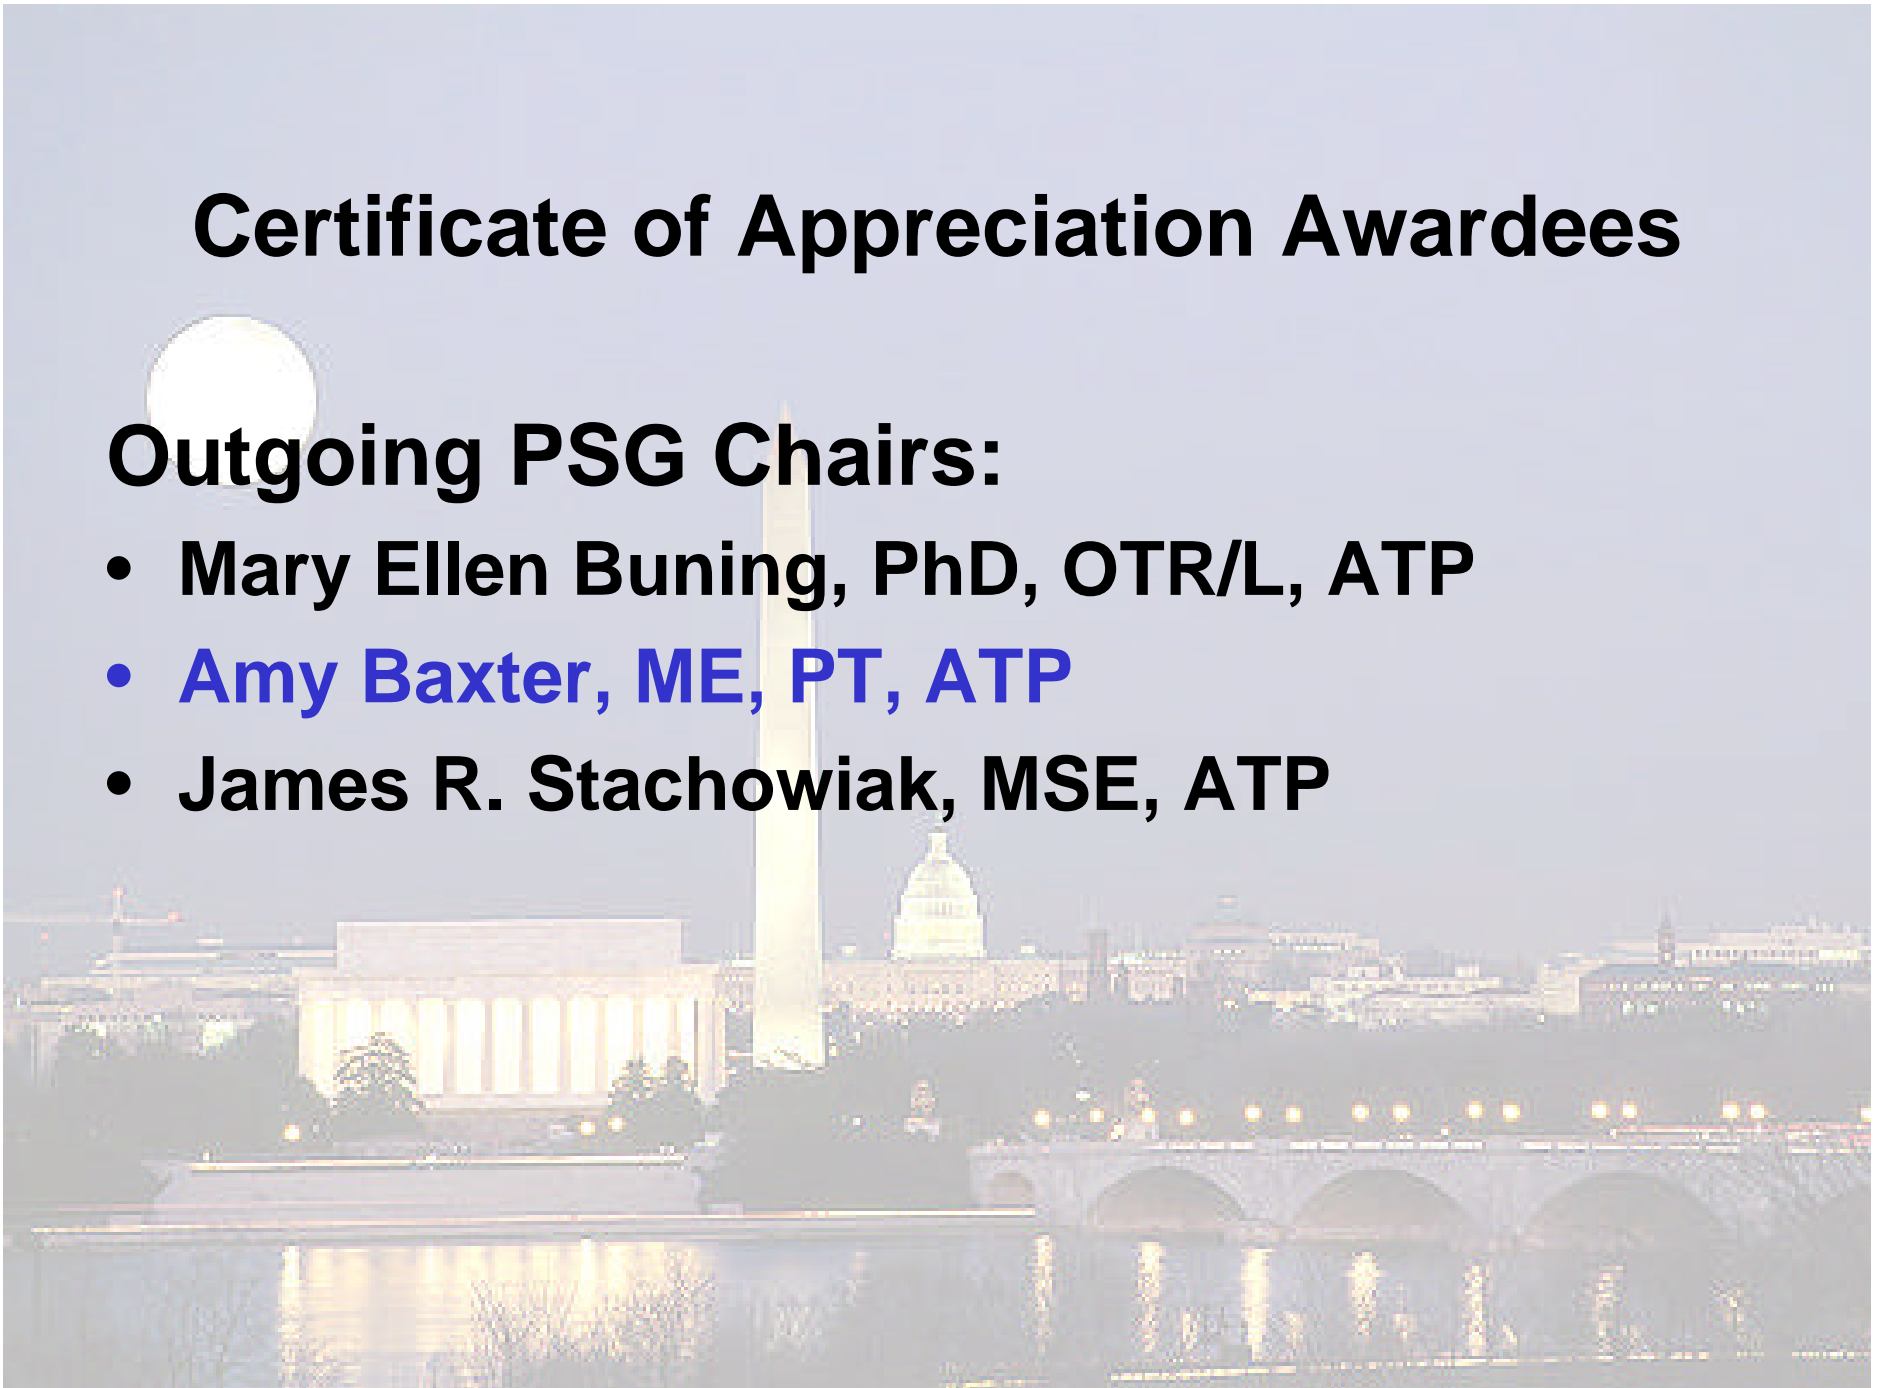 Certificate of Appreciation Awardees
Outgoing PSG Chairs:
• Mary Ellen Buning, PhD, OTR/L, ATP
• Amy Baxter, ME, PT, ATP
• James R. Stachowiak, MSE, ATP